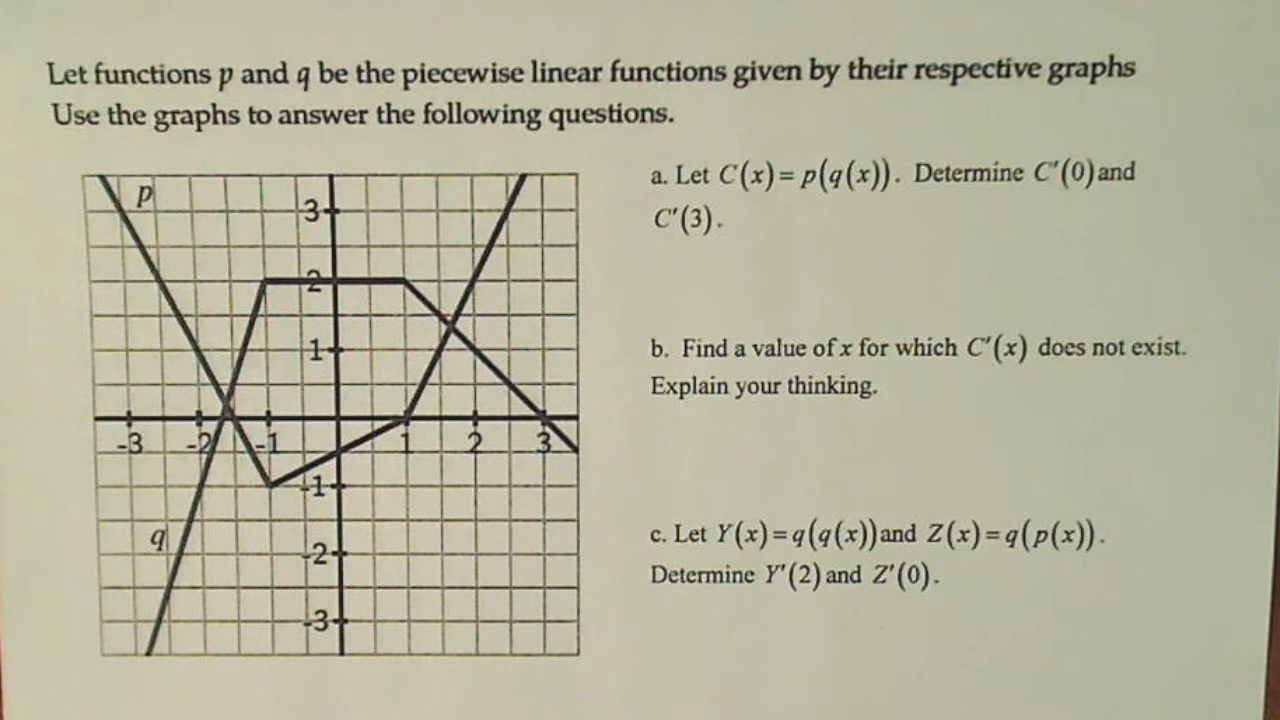 Let functions p and q be the piecewise linear functions given by their respective graphs
Use the graphs to answer the following questions.
a. Let C(x)=p(q(x)). Determine C'(0)and
C'(3).
p
3
2
1
-3 -2 -1 1 2 3
-1
-2
-3
q
b. Find a value of x for which C'(x) does not exist.
Explain your thinking.
c. Let Y(x)=q(q(x))and Z(x)=q(p(x)).
Determine Y'(2)and Z'(0).